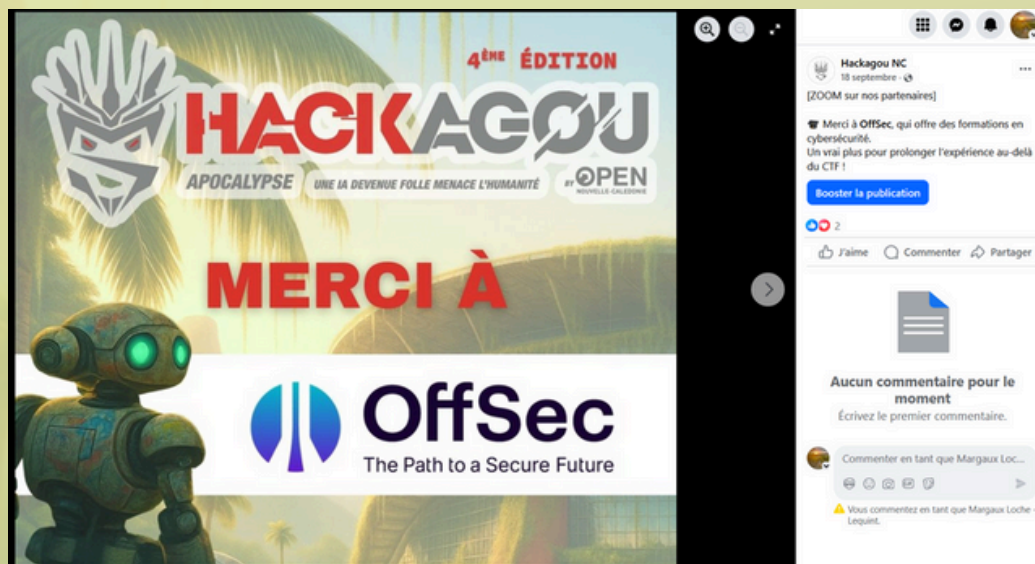 4ÈME ÉDITION
HACKAGOU
APOCALYPSE UNE IA DEVENUE FOLLE MENACE L'HUMANITÉ BY OPEN
NOUVELLE-CALÉDONIE
MERCI À
OffSec
The Path to a Secure Future
Hackagou NC
18 septembre ·
[ZOOM sur nos partenaires]
Merci à OffSec, qui offre des formations en
cybersécurité.
Un vrai plus pour prolonger l'expérience au-delà
du CTF !
Booster la publication
2
J'aime Commenter Partager
Aucun commentaire pour le
moment
Écrivez le premier commentaire.
Commenter en tant que Margaux Loc...
GIF
Vous commentez en tant que Margaux Loche -
Lequint.